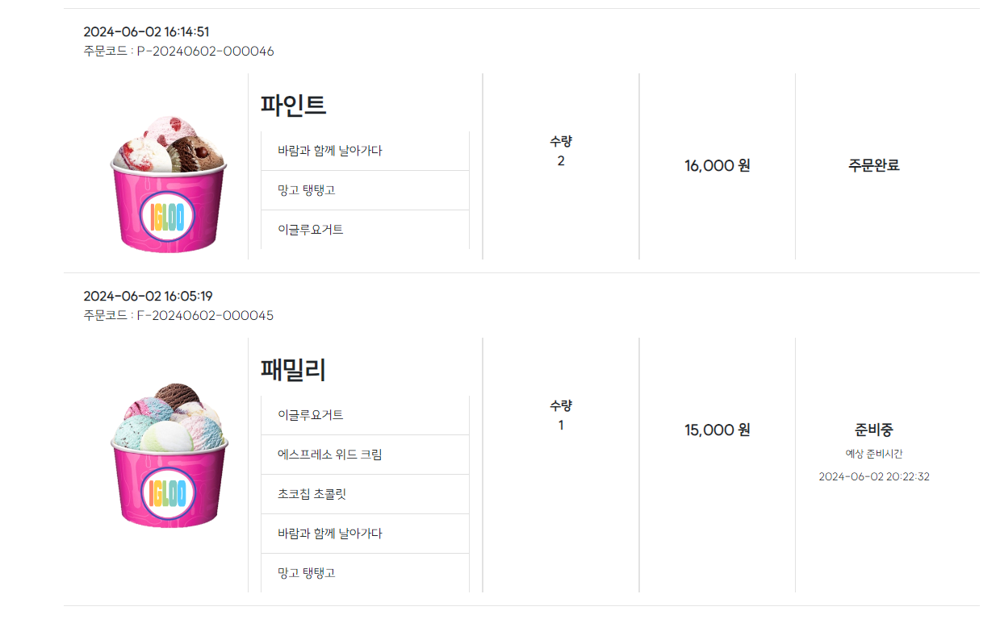 2024-06-02 16:14:51
주문코드 : P-20240602-000046
IGLOO
파인트
바람과 함께 날아가다
망고 탱탱고
이글루요거트
수량
2
16,000 원
주문완료
2024-06-02 16:05:19
주문코드 : F-20240602-000045
IGLOO
패밀리
이글루요거트
에스프레소 위드 크림
초코칩 초콜릿
바람과 함께 날아가다
망고 탱탱고
수량
1
15,000 원
준비중
예상 준비시간
2024-06-02 20:22:32